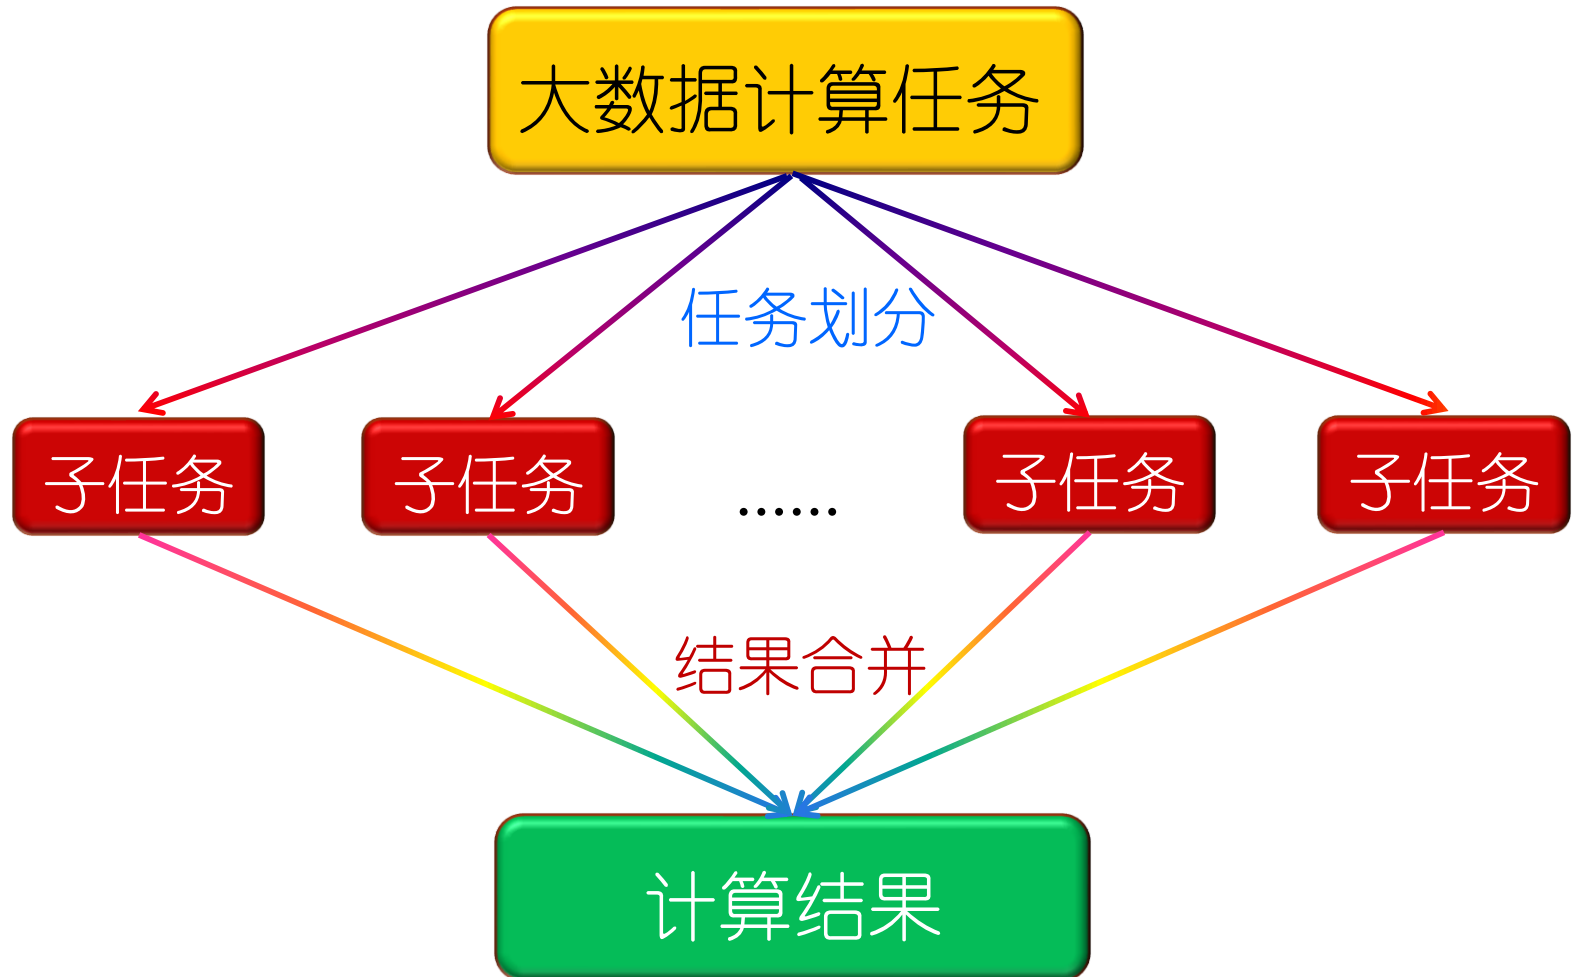 大数据计算任务
任务划分
子任务
子任务
......
子任务
子任务
结果合并
计算结果